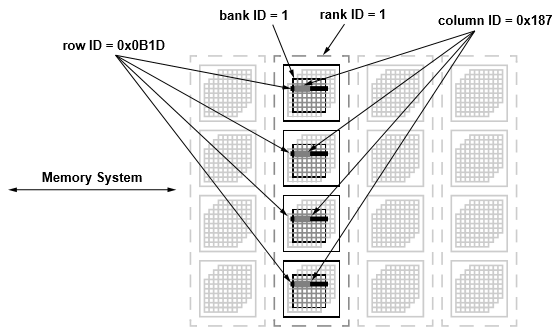 bank ID = 1
rank ID = 1
column ID = 0x187
row ID = 0x0B1D
Memory System